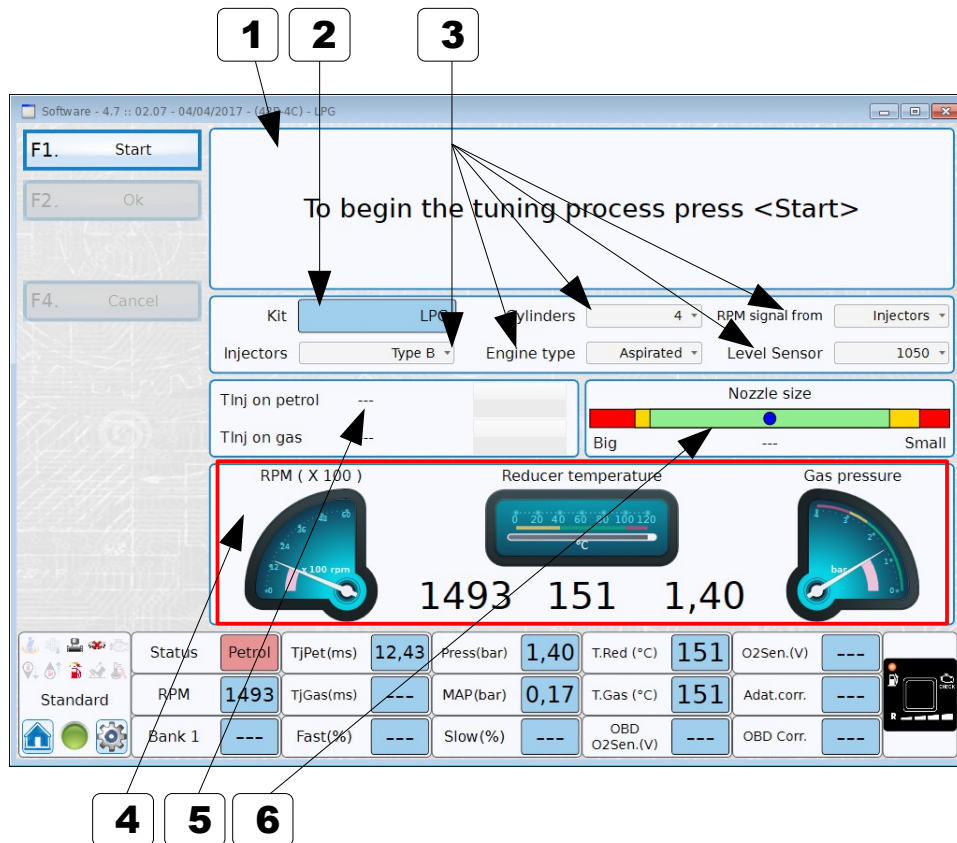 1 2 3
Software - 4.7 :: 02.07 - 04/04/2017 - (4BP-4C) - LPG
F1. Start
F2. Ok
F4. Cancel
To begin the tuning process press <Start>
Kit LPG Cylinders 4 RPM signal from Injectors
Injectors Type B Engine type Aspirated Level Sensor 1050
TInj on petrol ---
TInj on gas ---
Nozzle size
Big --- Small
RPM ( X 100 ) Reducer temperature Gas pressure
0 20 40 60 80 100 120
°C
x 100 rpm
bar
1493 151 1,40
Status Petrol TjPet(ms) 12,43 Press(bar) 1,40 T.Red (°C) 151 O2Sen.(V) ---
Standard RPM 1493 TjGas(ms) --- MAP(bar) 0,17 T.Gas (°C) 151 Adat.corr. ---
Bank 1 --- Fast(%) --- Slow(%) --- OBD O2Sen.(V) --- OBD Corr. ---
CHECK
R
4 5 6